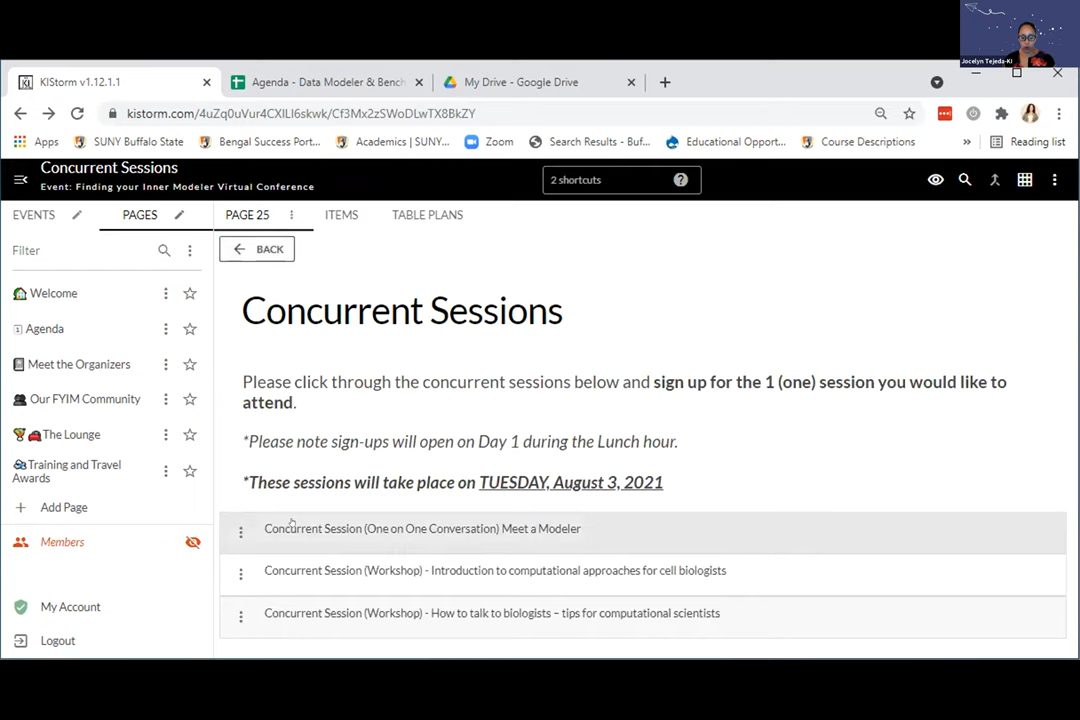 Jocelyn Tejeda-KI
KIStorm v1.12.1.1
Agenda - Data Modeler & Bench
My Drive - Google Drive
kistorm.com/4uZq0uVur4CXILI6skwk/Cf3Mx2zSWoDLwTX8BkZY
Apps
SUNY Buffalo State
Bengal Success Port...
Academics | SUNY...
Zoom
Search Results - Buf...
Educational Opport...
Course Descriptions
»
Reading list
Concurrent Sessions
Event: Finding your Inner Modeler Virtual Conference
2 shortcuts
EVENTS
PAGES
PAGE 25
ITEMS
TABLE PLANS
Filter
BACK
Welcome
Agenda
Meet the Organizers
Our FYIM Community
The Lounge
Training and Travel
Awards
Add Page
Members
My Account
Logout
Concurrent Sessions
Please click through the concurrent sessions below and sign up for the 1 (one) session you would like to
attend.
*Please note sign-ups will open on Day 1 during the Lunch hour.
*These sessions will take place on TUESDAY, August 3, 2021
Concurrent Session (One on One Conversation) Meet a Modeler
Concurrent Session (Workshop) - Introduction to computational approaches for cell biologists
Concurrent Session (Workshop) - How to talk to biologists – tips for computational scientists